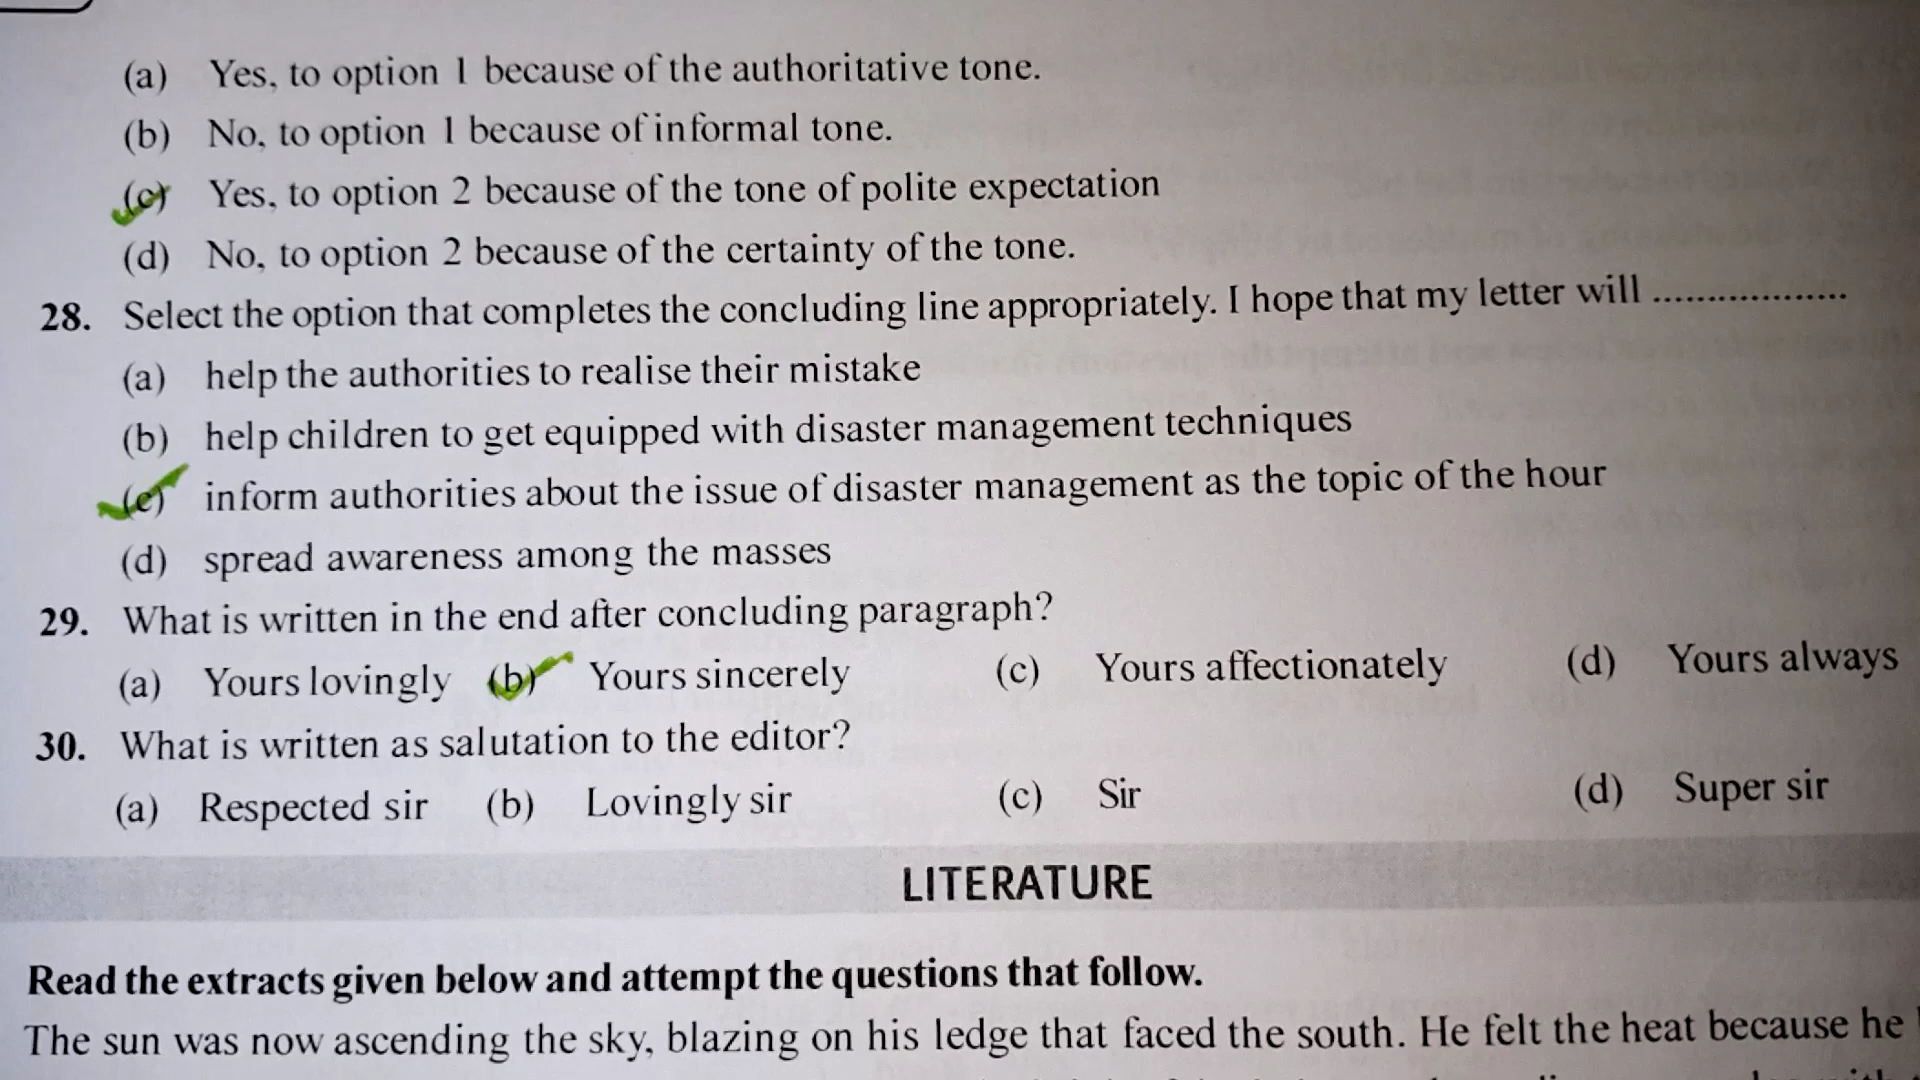 (a) Yes, to option 1 because of the authoritative tone.
(b) No, to option 1 because of informal tone.
(c) Yes, to option 2 because of the tone of polite expectation
(d) No, to option 2 because of the certainty of the tone.
28. Select the option that completes the concluding line appropriately. I hope that my letter will ..................
(a) help the authorities to realise their mistake
(b) help children to get equipped with disaster management techniques
(c) inform authorities about the issue of disaster management as the topic of the hour
(d) spread awareness among the masses
29. What is written in the end after concluding paragraph?
(a) Yours lovingly (b) Yours sincerely (c) Yours affectionately (d) Yours always
30. What is written as salutation to the editor?
(a) Respected sir (b) Lovingly sir (c) Sir (d) Super sir
LITERATURE
Read the extracts given below and attempt the questions that follow.
The sun was now ascending the sky, blazing on his ledge that faced the south. He felt the heat because he